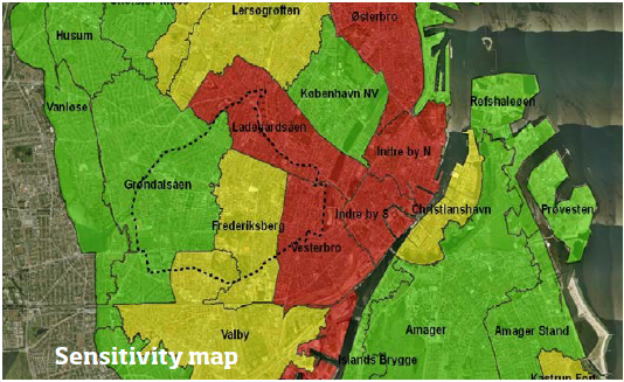 Lersøgrøften
Østerbro
Husum
København NV
Refshaleøen
Vanløse
Ladegårdsåen
Indre by N
Grøndalsåen
Indre by S
Christianshavn
Prøvesten
Frederiksberg
Vesterbro
Valby
Amager
Amager Strand
Sensitivity map
Islands Brygge
Kastrup Fort